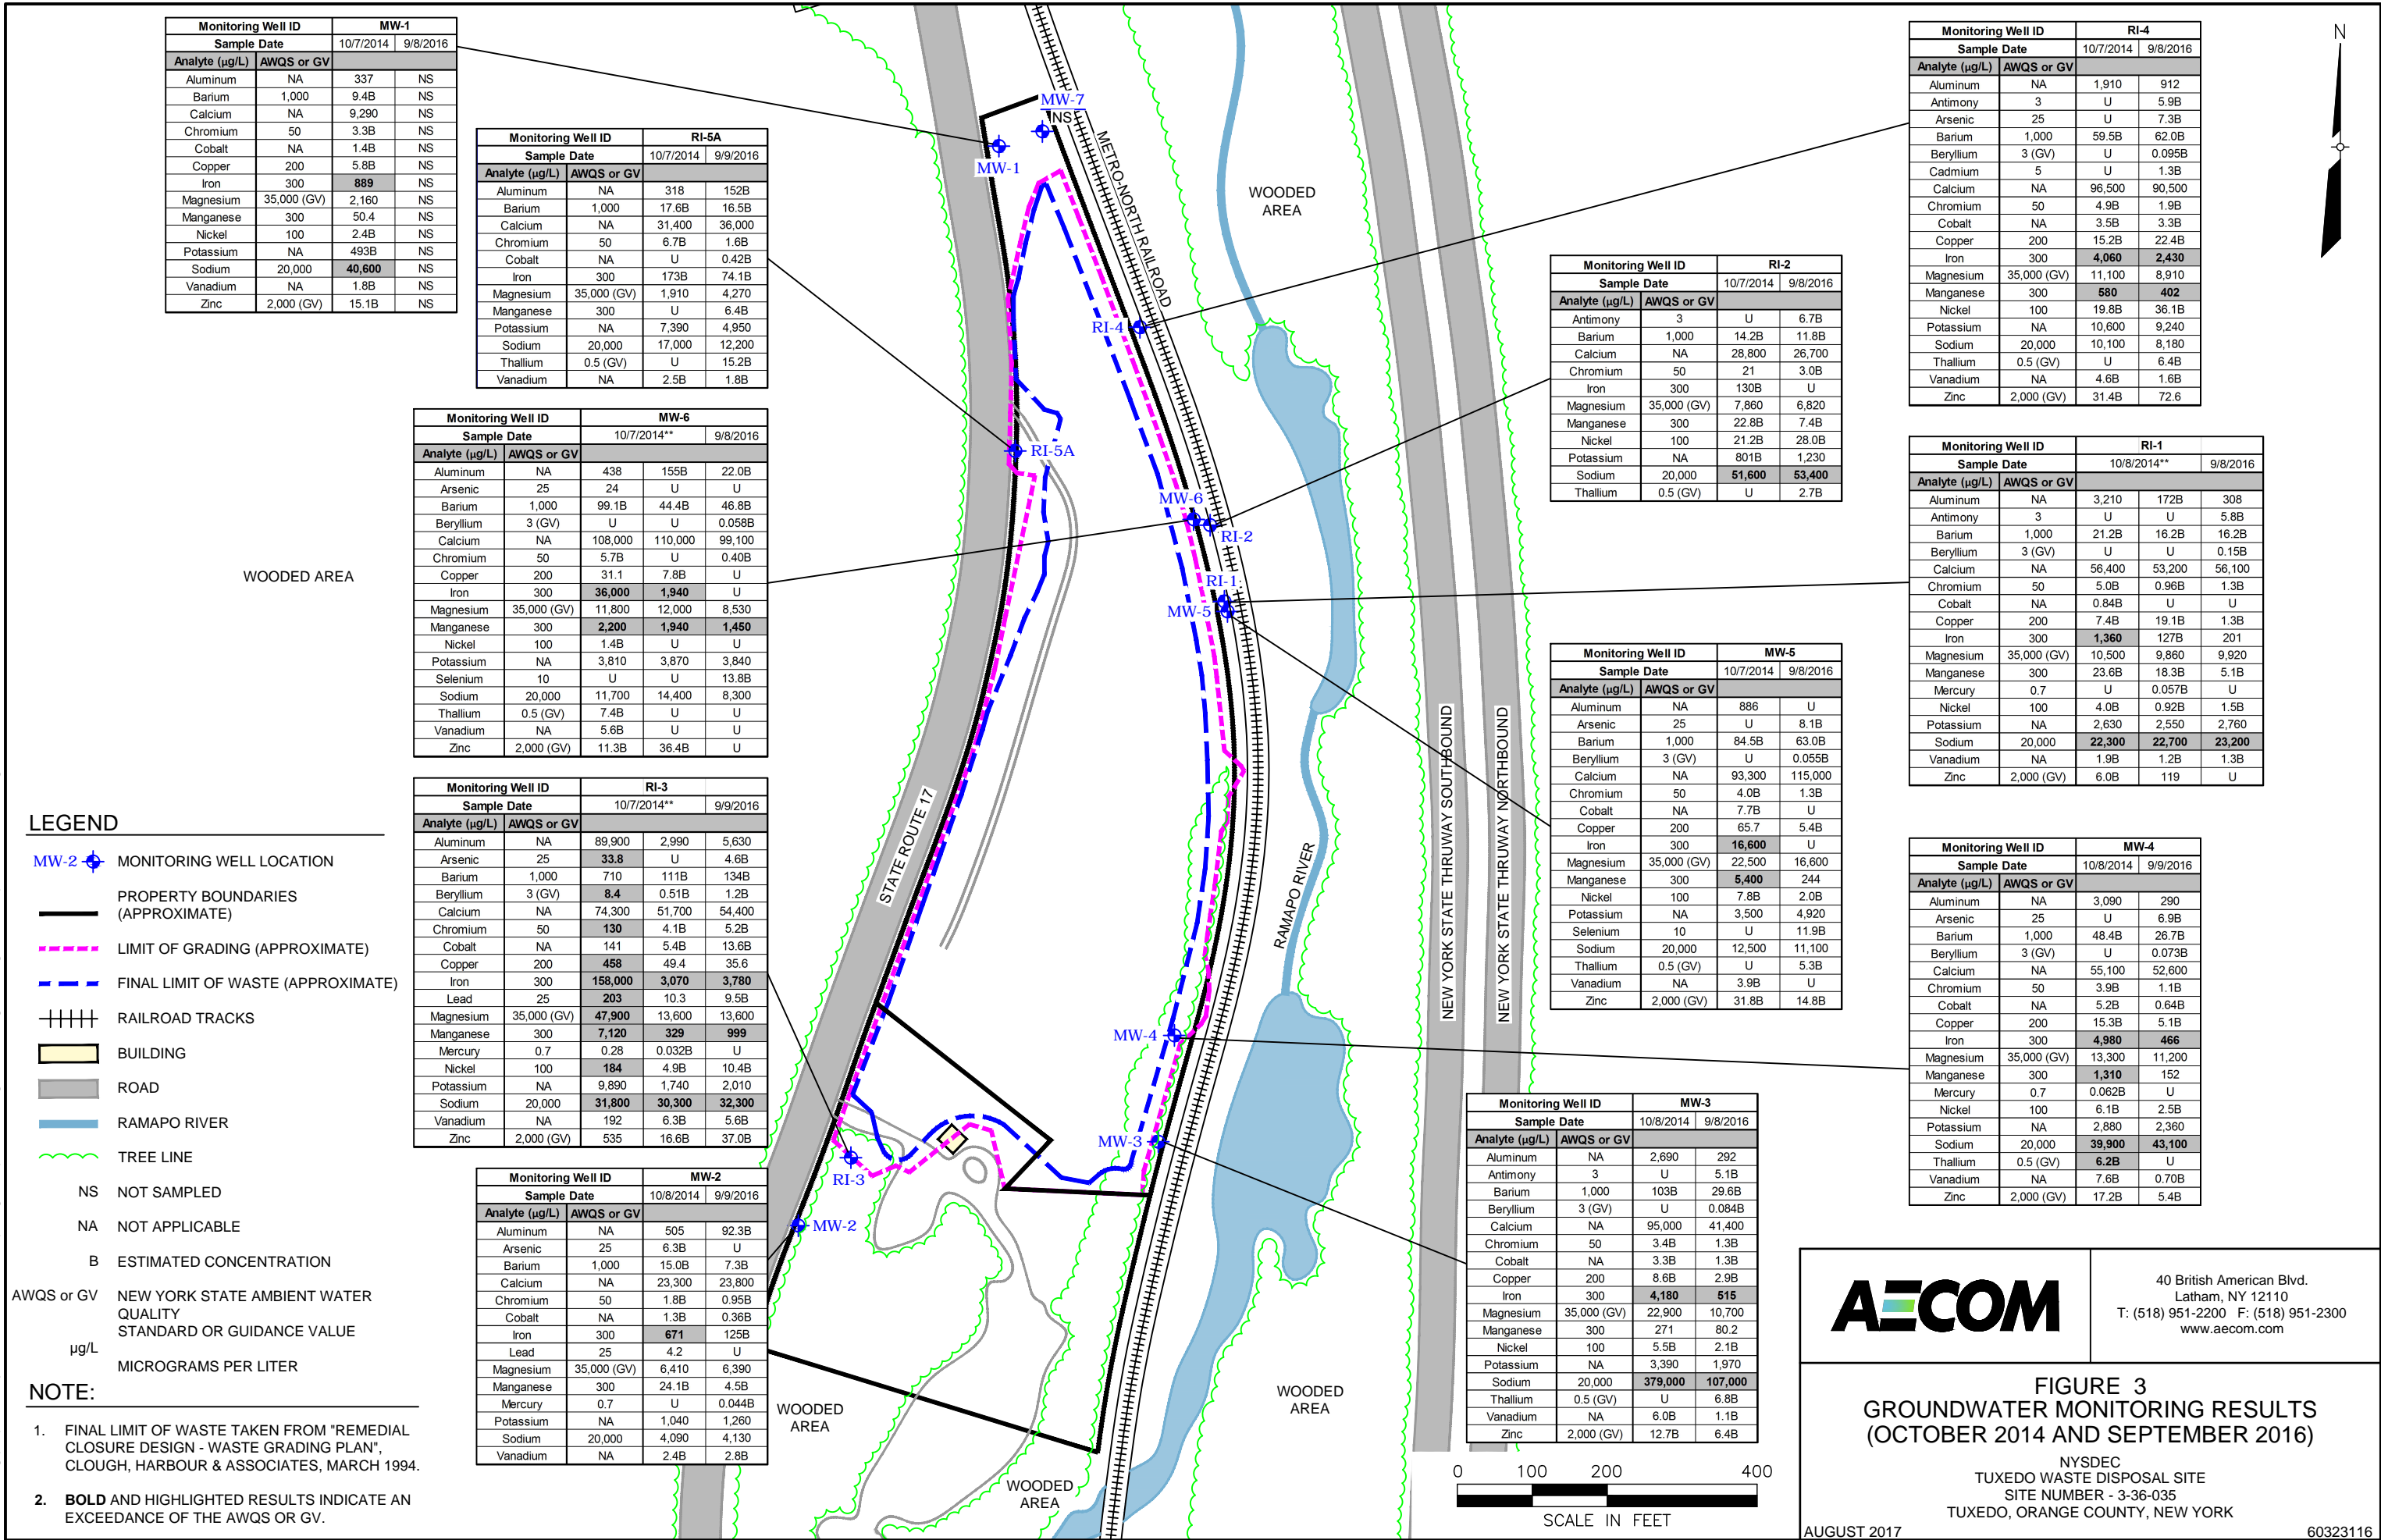 Monitoring Well ID MW-1
Sample Date 10/7/2014 9/8/2016
Analyte (µg/L) AWQS or GV
Aluminum NA 337 NS
Barium 1,000 9.4B NS
Calcium NA 9,290 NS
Chromium 50 3.3B NS
Cobalt NA 1.4B NS
Copper 200 5.8B NS
Iron 300 889 NS
Magnesium 35,000 (GV) 2,160 NS
Manganese 300 50.4 NS
Nickel 100 2.4B NS
Potassium NA 493B NS
Sodium 20,000 40,600 NS
Vanadium NA 1.8B NS
Zinc 2,000 (GV) 15.1B NS
Monitoring Well ID RI-5A
Sample Date 10/7/2014 9/9/2016
Analyte (µg/L) AWQS or GV
Aluminum NA 318 152B
Barium 1,000 17.6B 16.5B
Calcium NA 31,400 36,000
Chromium 50 6.7B 1.6B
Cobalt NA U 0.42B
Iron 300 173B 74.1B
Magnesium 35,000 (GV) 1,910 4,270
Manganese 300 U 6.4B
Potassium NA 7,390 4,950
Sodium 20,000 17,000 12,200
Thallium 0.5 (GV) U 15.2B
Vanadium NA 2.5B 1.8B
Monitoring Well ID MW-6
Sample Date 10/7/2014** 9/8/2016
Analyte (µg/L) AWQS or GV
Aluminum NA 438 155B 22.0B
Arsenic 25 24 U U
Barium 1,000 99.1B 44.4B 46.8B
Beryllium 3 (GV) U U 0.058B
Calcium NA 108,000 110,000 99,100
Chromium 50 5.7B U 0.40B
Copper 200 31.1 7.8B U
Iron 300 36,000 1,940 U
Magnesium 35,000 (GV) 11,800 12,000 8,530
Manganese 300 2,200 1,940 1,450
Nickel 100 1.4B U U
Potassium NA 3,810 3,870 3,840
Selenium 10 U U 13.8B
Sodium 20,000 11,700 14,400 8,300
Thallium 0.5 (GV) 7.4B U U
Vanadium NA 5.6B U U
Zinc 2,000 (GV) 11.3B 36.4B U
Monitoring Well ID RI-3
Sample Date 10/7/2014** 9/9/2016
Analyte (µg/L) AWQS or GV
Aluminum NA 89,900 2,990 5,630
Arsenic 25 33.8 U 4.6B
Barium 1,000 710 111B 134B
Beryllium 3 (GV) 8.4 0.51B 1.2B
Calcium NA 74,300 51,700 54,400
Chromium 50 130 4.1B 5.2B
Cobalt NA 141 5.4B 13.6B
Copper 200 458 49.4 35.6
Iron 300 158,000 3,070 3,780
Lead 25 203 10.3 9.5B
Magnesium 35,000 (GV) 47,900 13,600 13,600
Manganese 300 7,120 329 999
Mercury 0.7 0.28 0.032B U
Nickel 100 184 4.9B 10.4B
Potassium NA 9,890 1,740 2,010
Sodium 20,000 31,800 30,300 32,300
Vanadium NA 192 6.3B 5.6B
Zinc 2,000 (GV) 535 16.6B 37.0B
Monitoring Well ID MW-2
Sample Date 10/8/2014 9/9/2016
Analyte (µg/L) AWQS or GV
Aluminum NA 505 92.3B
Arsenic 25 6.3B U
Barium 1,000 15.0B 7.3B
Calcium NA 23,300 23,800
Chromium 50 1.8B 0.95B
Cobalt NA 1.3B 0.36B
Iron 300 671 125B
Lead 25 4.2 U
Magnesium 35,000 (GV) 6,410 6,390
Manganese 300 24.1B 4.5B
Mercury 0.7 U 0.044B
Potassium NA 1,040 1,260
Sodium 20,000 4,090 4,130
Vanadium NA 2.4B 2.8B
Monitoring Well ID RI-4
Sample Date 10/7/2014 9/8/2016
Analyte (µg/L) AWQS or GV
Aluminum NA 1,910 912
Antimony 3 U 5.9B
Arsenic 25 U 7.3B
Barium 1,000 59.5B 62.0B
Beryllium 3 (GV) U 0.095B
Cadmium 5 U 1.3B
Calcium NA 96,500 90,500
Chromium 50 4.9B 1.9B
Cobalt NA 3.5B 3.3B
Copper 200 15.2B 22.4B
Iron 300 4,060 2,430
Magnesium 35,000 (GV) 11,100 8,910
Manganese 300 580 402
Nickel 100 19.8B 36.1B
Potassium NA 10,600 9,240
Sodium 20,000 10,100 8,180
Thallium 0.5 (GV) U 6.4B
Vanadium NA 4.6B 1.6B
Zinc 2,000 (GV) 31.4B 72.6
Monitoring Well ID RI-2
Sample Date 10/7/2014 9/8/2016
Analyte (µg/L) AWQS or GV
Antimony 3 U 6.7B
Barium 1,000 14.2B 11.8B
Calcium NA 28,800 26,700
Chromium 50 21 3.0B
Iron 300 130B U
Magnesium 35,000 (GV) 7,860 6,820
Manganese 300 22.8B 7.4B
Nickel 100 21.2B 28.0B
Potassium NA 801B 1,230
Sodium 20,000 51,600 53,400
Thallium 0.5 (GV) U 2.7B
Monitoring Well ID RI-1
Sample Date 10/8/2014** 9/8/2016
Analyte (µg/L) AWQS or GV
Aluminum NA 3,210 172B 308
Antimony 3 U U 5.8B
Barium 1,000 21.2B 16.2B 16.2B
Beryllium 3 (GV) U U 0.15B
Calcium NA 56,400 53,200 56,100
Chromium 50 5.0B 0.96B 1.3B
Cobalt NA 0.84B U U
Copper 200 7.4B 19.1B 1.3B
Iron 300 1,360 127B 201
Magnesium 35,000 (GV) 10,500 9,860 9,920
Manganese 300 23.6B 18.3B 5.1B
Mercury 0.7 U 0.057B U
Nickel 100 4.0B 0.92B 1.5B
Potassium NA 2,630 2,550 2,760
Sodium 20,000 22,300 22,700 23,200
Vanadium NA 1.9B 1.2B 1.3B
Zinc 2,000 (GV) 6.0B 119 U
Monitoring Well ID MW-5
Sample Date 10/7/2014 9/8/2016
Analyte (µg/L) AWQS or GV
Aluminum NA 886 U
Arsenic 25 U 8.1B
Barium 1,000 84.5B 63.0B
Beryllium 3 (GV) U 0.055B
Calcium NA 93,300 115,000
Chromium 50 4.0B 1.3B
Cobalt NA 7.7B U
Copper 200 65.7 5.4B
Iron 300 16,600 U
Magnesium 35,000 (GV) 22,500 16,600
Manganese 300 5,400 244
Nickel 100 7.8B 2.0B
Potassium NA 3,500 4,920
Selenium 10 U 11.9B
Sodium 20,000 12,500 11,100
Thallium 0.5 (GV) U 5.3B
Vanadium NA 3.9B U
Zinc 2,000 (GV) 31.8B 14.8B
Monitoring Well ID MW-4
Sample Date 10/8/2014 9/9/2016
Analyte (µg/L) AWQS or GV
Aluminum NA 3,090 290
Arsenic 25 U 6.9B
Barium 1,000 48.4B 26.7B
Beryllium 3 (GV) U 0.073B
Calcium NA 55,100 52,600
Chromium 50 3.9B 1.1B
Cobalt NA 5.2B 0.64B
Copper 200 15.3B 5.1B
Iron 300 4,980 466
Magnesium 35,000 (GV) 13,300 11,200
Manganese 300 1,310 152
Mercury 0.7 0.062B U
Nickel 100 6.1B 2.5B
Potassium NA 2,880 2,360
Sodium 20,000 39,900 43,100
Thallium 0.5 (GV) 6.2B U
Vanadium NA 7.6B 0.70B
Zinc 2,000 (GV) 17.2B 5.4B
Monitoring Well ID MW-3
Sample Date 10/8/2014 9/8/2016
Analyte (µg/L) AWQS or GV
Aluminum NA 2,690 292
Antimony 3 U 5.1B
Barium 1,000 103B 29.6B
Beryllium 3 (GV) U 0.084B
Calcium NA 95,000 41,400
Chromium 50 3.4B 1.3B
Cobalt NA 3.3B 1.3B
Copper 200 8.6B 2.9B
Iron 300 4,180 515
Magnesium 35,000 (GV) 22,900 10,700
Manganese 300 271 80.2
Nickel 100 5.5B 2.1B
Potassium NA 3,390 1,970
Sodium 20,000 379,000 107,000
Thallium 0.5 (GV) U 6.8B
Vanadium NA 6.0B 1.1B
Zinc 2,000 (GV) 12.7B 6.4B
N
MW-7
NS
MW-1
METRO-NORTH RAILROAD
WOODED
AREA
RI-4
RI-5A
MW-6
RI-2
RI-1
MW-5
WOODED AREA
STATE ROUTE 17
RAMAPO RIVER
NEW YORK STATE THRUWAY SOUTHBOUND
NEW YORK STATE THRUWAY NORTHBOUND
MW-4
MW-3
RI-3
MW-2
WOODED
AREA
WOODED
AREA
WOODED
AREA
LEGEND
MW-2 MONITORING WELL LOCATION
PROPERTY BOUNDARIES
(APPROXIMATE)
LIMIT OF GRADING (APPROXIMATE)
FINAL LIMIT OF WASTE (APPROXIMATE)
RAILROAD TRACKS
BUILDING
ROAD
RAMAPO RIVER
TREE LINE
NS NOT SAMPLED
NA NOT APPLICABLE
B ESTIMATED CONCENTRATION
AWQS or GV NEW YORK STATE AMBIENT WATER
QUALITY
STANDARD OR GUIDANCE VALUE
µg/L
MICROGRAMS PER LITER
NOTE:
1. FINAL LIMIT OF WASTE TAKEN FROM "REMEDIAL
CLOSURE DESIGN - WASTE GRADING PLAN",
CLOUGH, HARBOUR & ASSOCIATES, MARCH 1994.
2. BOLD AND HIGHLIGHTED RESULTS INDICATE AN
EXCEEDANCE OF THE AWQS OR GV.
0 100 200 400
SCALE IN FEET
AECOM
40 British American Blvd.
Latham, NY 12110
T: (518) 951-2200 F: (518) 951-2300
www.aecom.com
FIGURE 3
GROUNDWATER MONITORING RESULTS
(OCTOBER 2014 AND SEPTEMBER 2016)
NYSDEC
TUXEDO WASTE DISPOSAL SITE
SITE NUMBER - 3-36-035
TUXEDO, ORANGE COUNTY, NEW YORK
AUGUST 2017 60323116